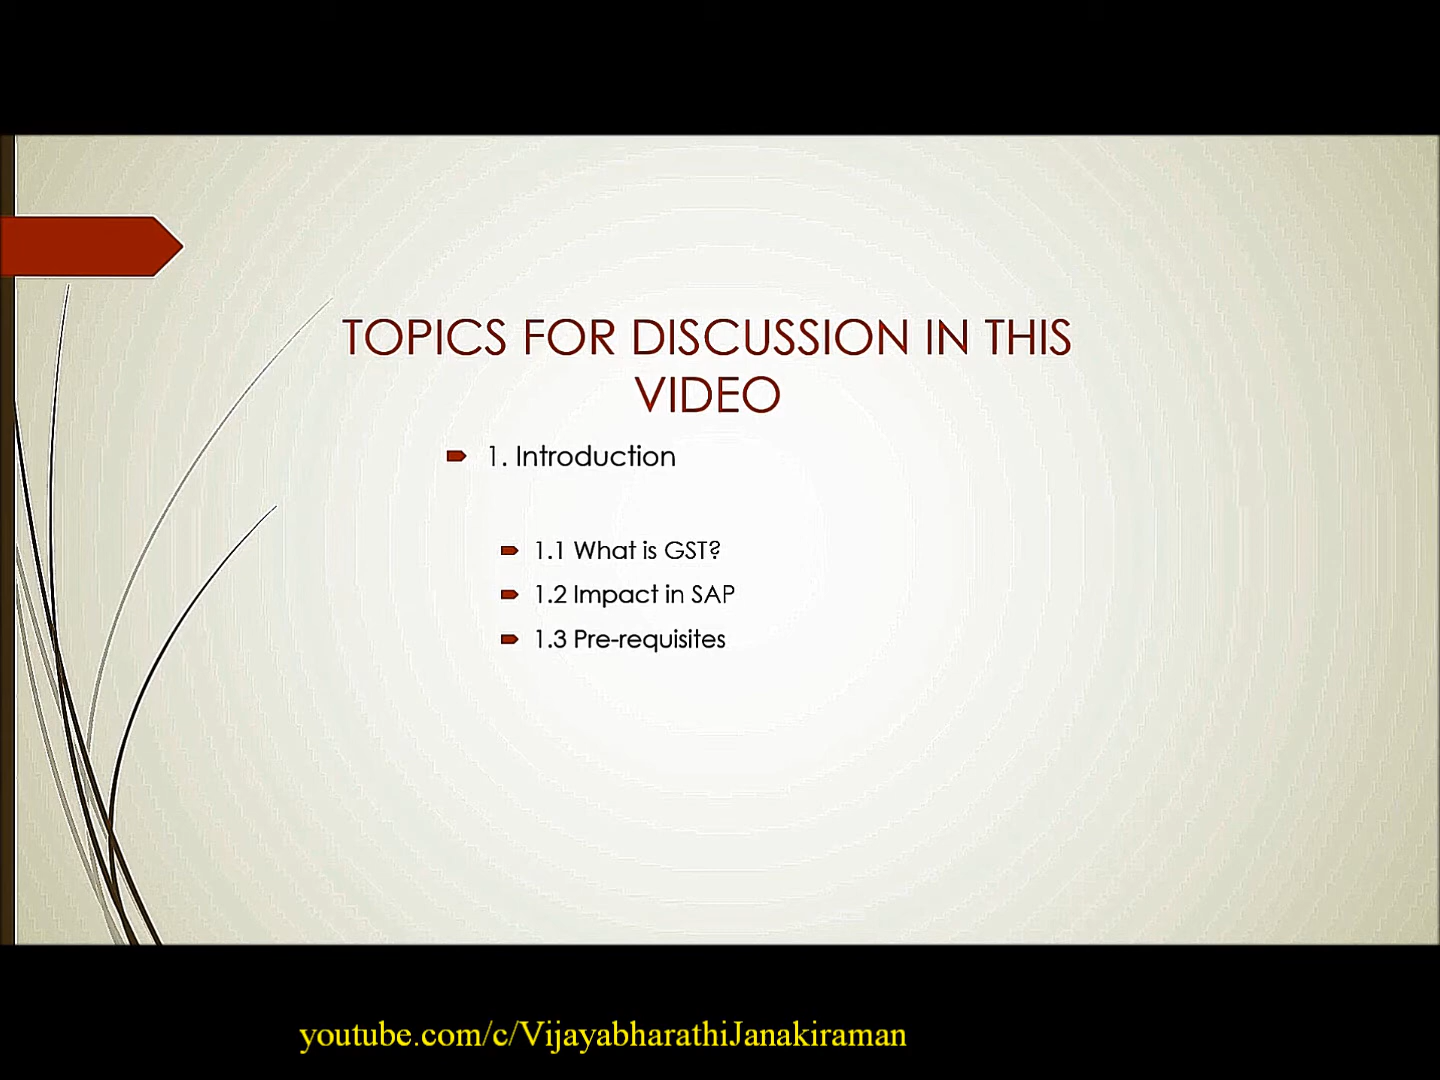 TOPICS FOR DISCUSSION IN THIS
VIDEO
1. Introduction
1.1 What is GST?
1.2 Impact in SAP
1.3 Pre-requisites
youtube.com/c/VijayabharathiJanakiraman